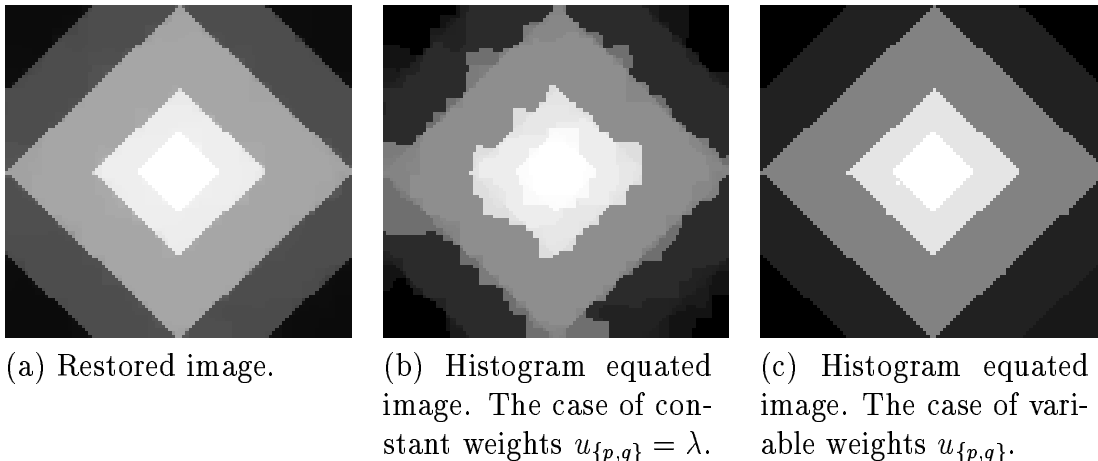 (a) Restored image.
(b) Histogram equated
image. The case of con-
stant weights u_{p,q} = λ.
(c) Histogram equated
image. The case of vari-
able weights u_{p,q}.